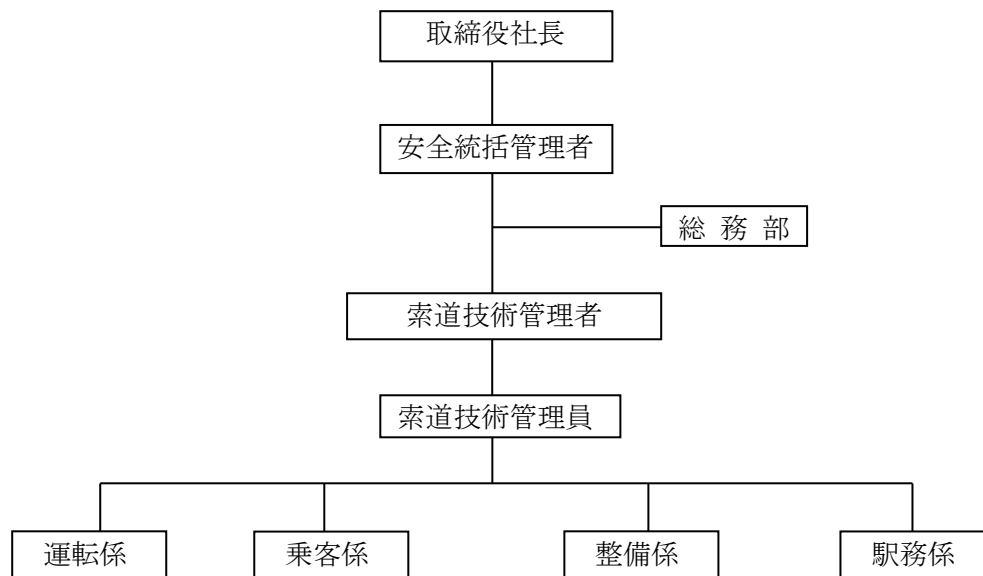 取締役社長
安全統括管理者
総 務 部
索道技術管理者
索道技術管理員
運転係
乗客係
整備係
駅務係